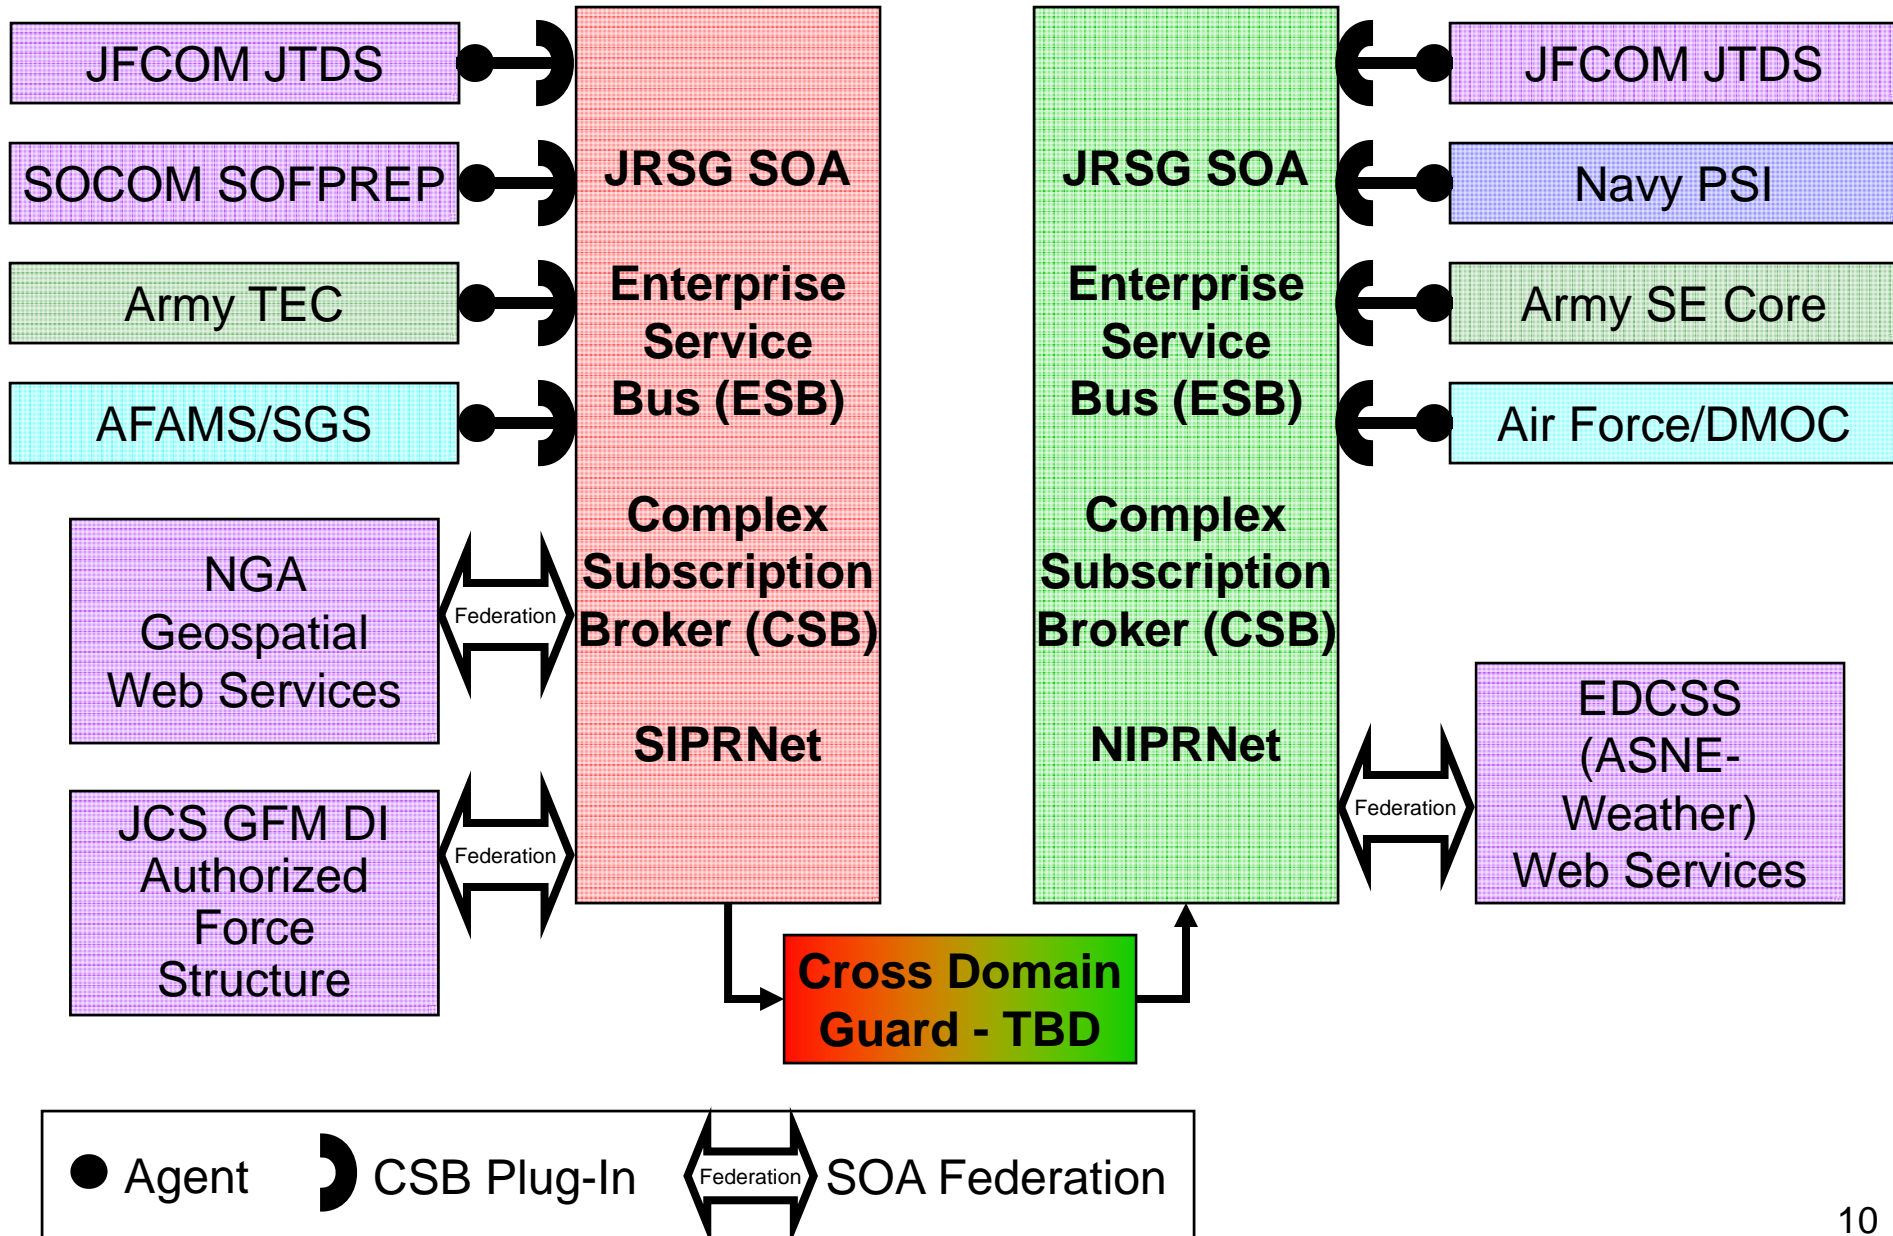 JFCOM JTDS
SOCOM SOFPREP
Army TEC
AFAMS/SGS
NGA
Geospatial
Web Services
Federation
JCS GFM DI
Authorized
Force
Structure
Federation
JRSG SOA
Enterprise
Service
Bus (ESB)
Complex
Subscription
Broker (CSB)
SIPRNet
JRSG SOA
Enterprise
Service
Bus (ESB)
Complex
Subscription
Broker (CSB)
NIPRNet
JFCOM JTDS
Navy PSI
Army SE Core
Air Force/DMOC
Federation
EDCSS
(ASNE-
Weather)
Web Services
Cross Domain
Guard - TBD
Agent
CSB Plug-In
Federation
SOA Federation
10